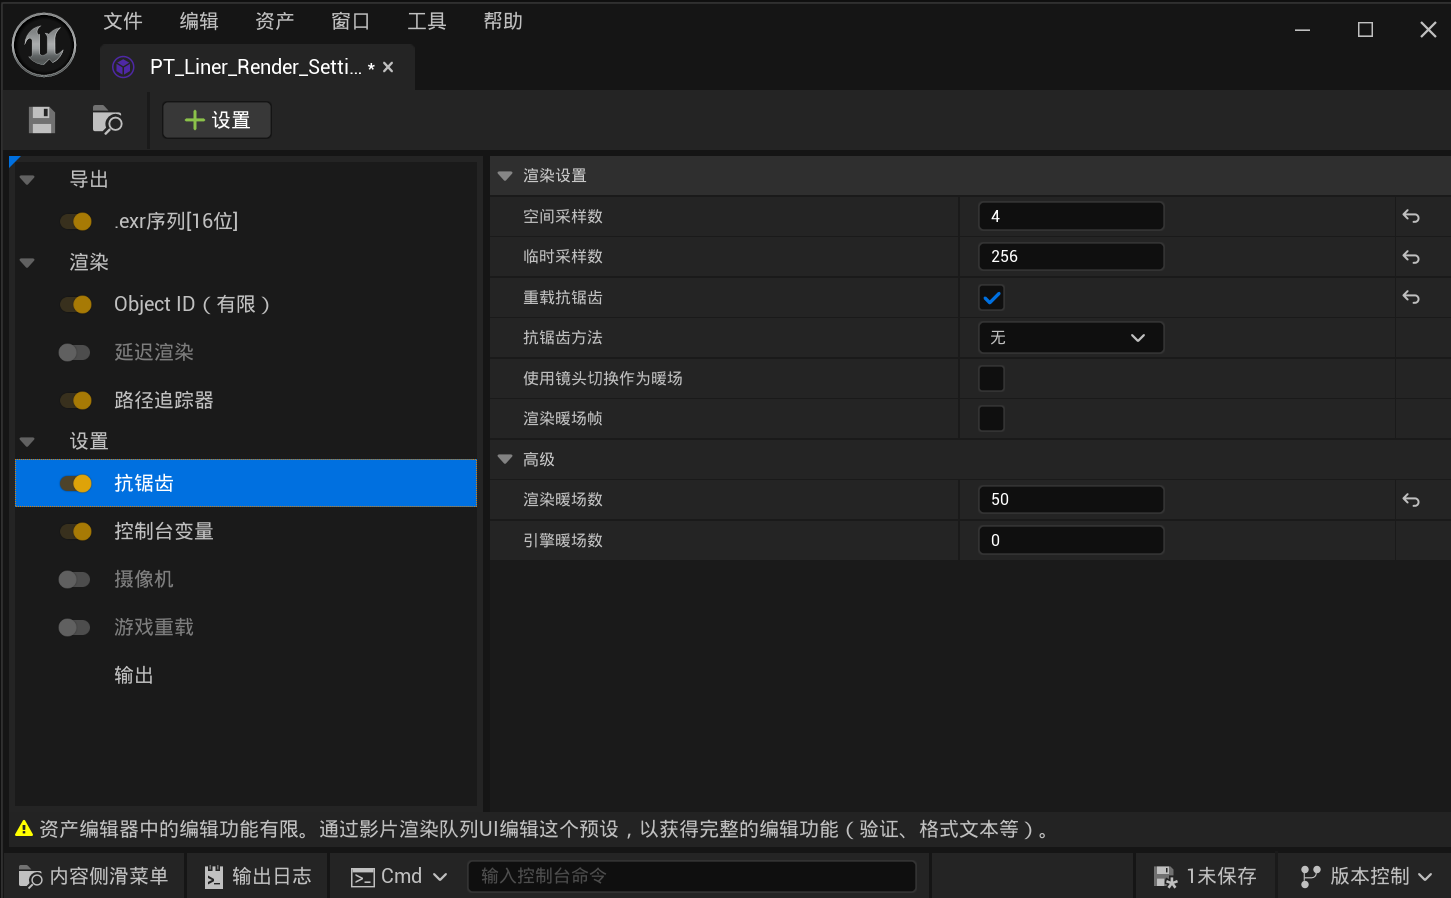 文件 编辑 资产 窗口 工具 帮助
PT_Liner_Render_Setti... *
设置
导出
.exr序列[16位]
渲染
Object ID（有限）
延迟渲染
路径追踪器
设置
抗锯齿
控制台变量
摄像机
游戏重载
输出
渲染设置
空间采样数 4
临时采样数 256
重载抗锯齿
抗锯齿方法 无
使用镜头切换作为暖场
渲染暖场帧
高级
渲染暖场数 50
引擎暖场数 0
资产编辑器中的编辑功能有限。通过影片渲染队列UI编辑这个预设，以获得完整的编辑功能（验证、格式文本等）。
内容侧滑菜单 输出日志 Cmd 输入控制台命令 1未保存 版本控制